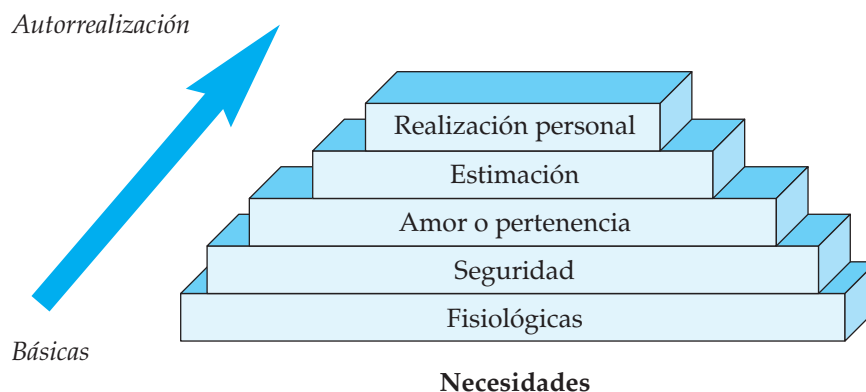 Autorrealización
Realización personal
Estimación
Amor o pertenencia
Seguridad
Fisiológicas
Básicas
Necesidades